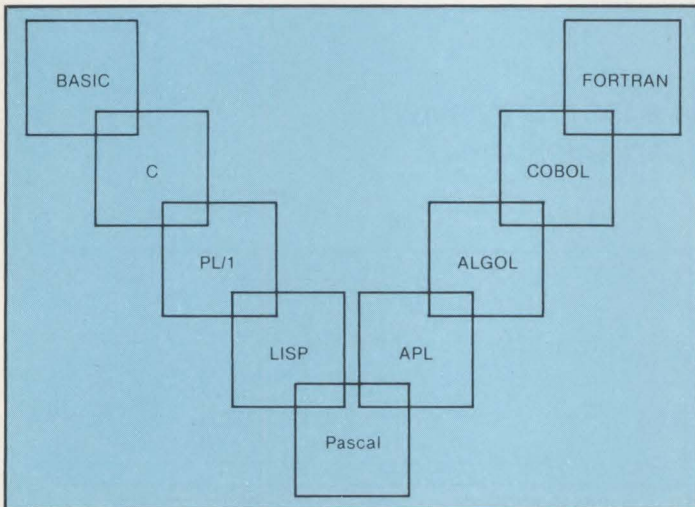 BASIC
FORTRAN
C
COBOL
PL/1
ALGOL
LISP
APL
Pascal